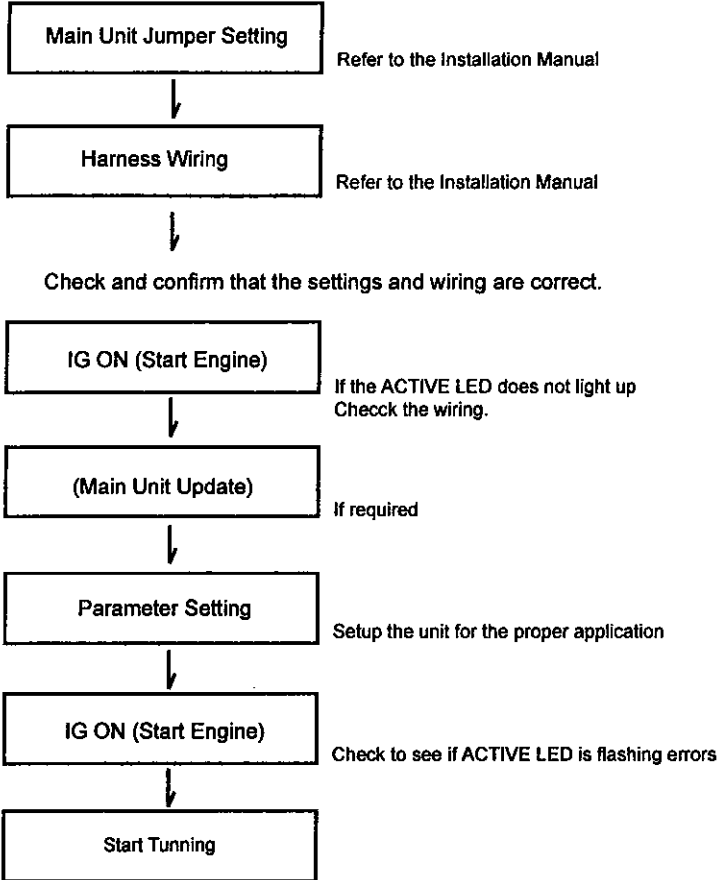 Main Unit Jumper Setting
Refer to the Installation Manual
Harness Wiring
Refer to the Installation Manual
Check and confirm that the settings and wiring are correct.
IG ON (Start Engine)
If the ACTIVE LED does not light up
Checck the wiring.
(Main Unit Update)
If required
Parameter Setting
Setup the unit for the proper application
IG ON (Start Engine)
Check to see if ACTIVE LED is flashing errors
Start Tunning